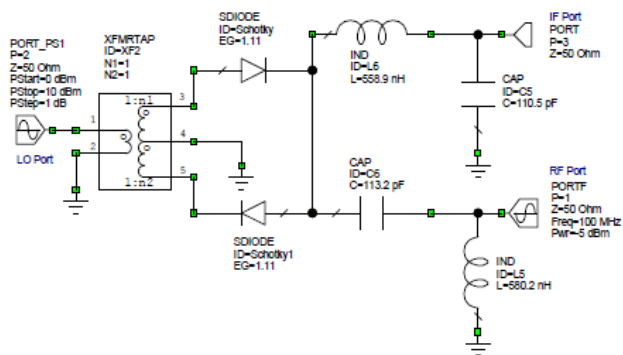 PORT_PS1
P=2
Z=50 Ohm
PStart=0 dBm
PStop=10 dBm
PStep=1 dB
LO Port
XFMRTAP
ID=XF2
N1=1
N2=1
1:n1
1:n2
1
2
3
4
5
SDIODE
ID=Schotky
EG=1.11
SDIODE
ID=Schotky1
EG=1.11
IND
ID=L6
L=558.9 nH
CAP
ID=C6
C=113.2 pF
IF Port
PORT
P=3
Z=50 Ohm
CAP
ID=C5
C=110.5 pF
RF Port
PORTF
P=1
Z=50 Ohm
Freq=100 MHz
Pwr=-5 dBm
IND
ID=L5
L=580.2 nH